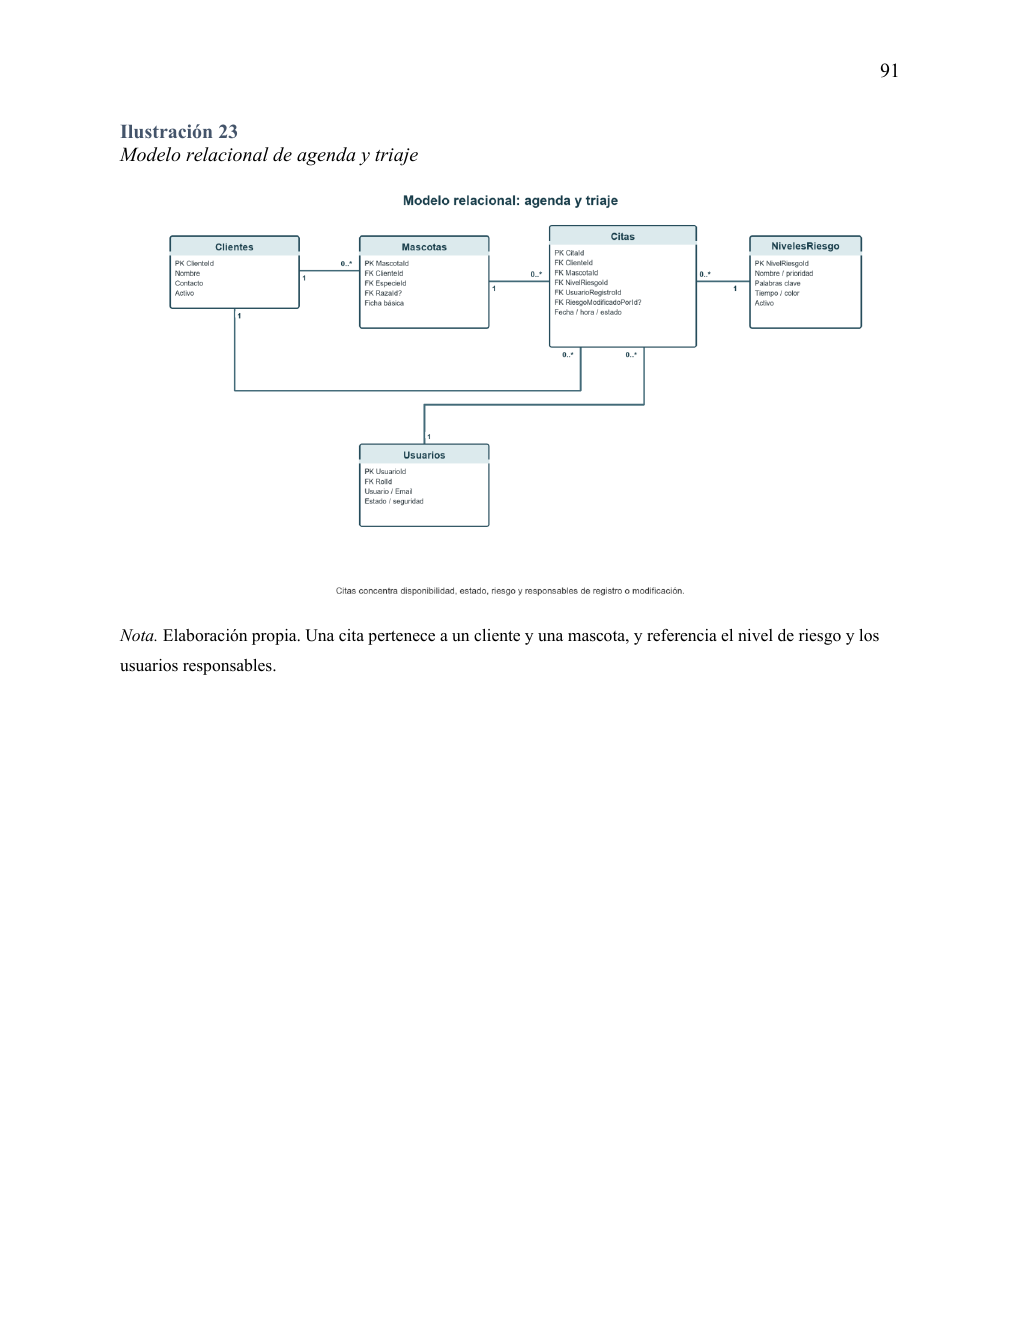 91
Ilustración 23
Modelo relacional de agenda y triaje
Modelo relacional: agenda y triaje
Clientes
PK ClienteId
Nombre
Contacto
Activo
1
1
0..*
Mascotas
PK MascotaId
FK ClienteId
FK EspecieId
FK RazaId?
Ficha básica
1
0..*
Citas
PK CitaId
FK ClienteId
FK MascotaId
FK NivelRiesgoId
FK UsuarioRegistroId
FK RiesgoModificadoPorId?
Fecha / hora / estado
0..*
0..*
0..*
1
NivelesRiesgo
PK NivelRiesgoId
Nombre / prioridad
Palabras clave
Tiempo / color
Activo
1
Usuarios
PK UsuarioId
FK RolId
Usuario / Email
Estado / seguridad
Citas concentra disponibilidad, estado, riesgo y responsables de registro o modificación.
Nota. Elaboración propia. Una cita pertenece a un cliente y una mascota, y referencia el nivel de riesgo y los
usuarios responsables.